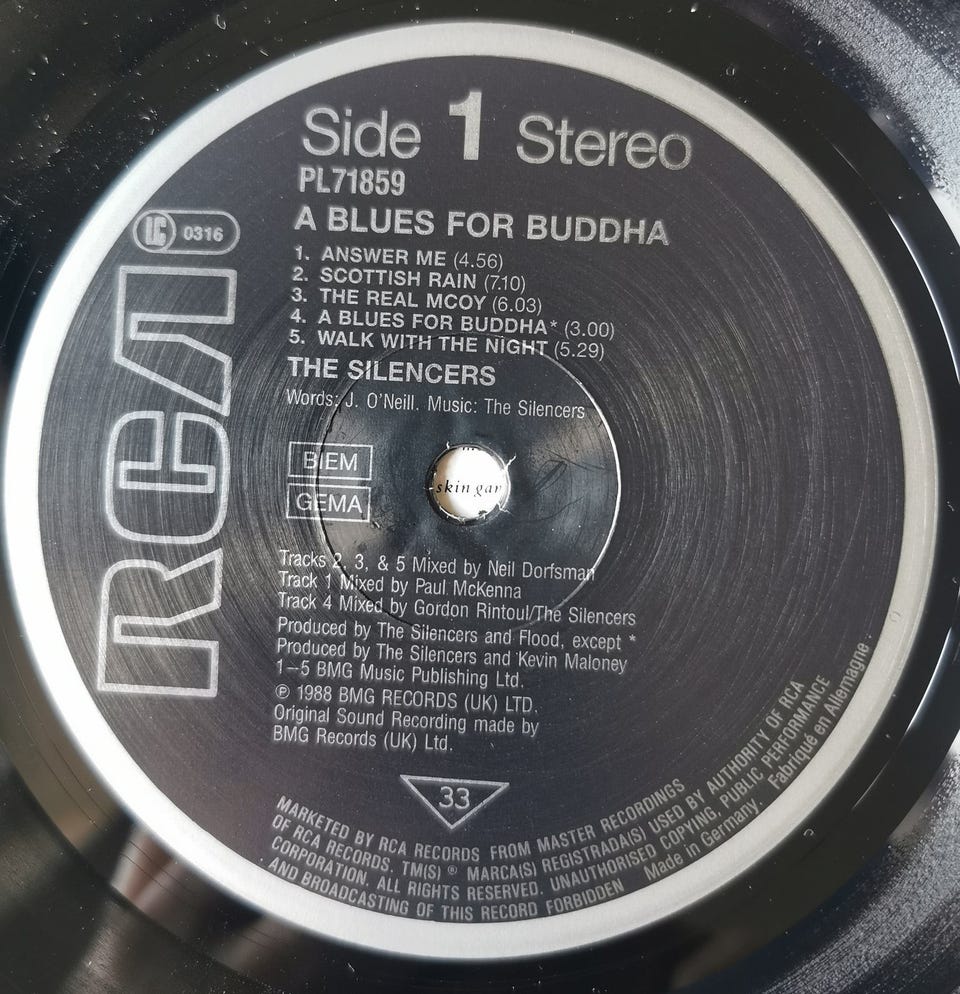 Side 1 Stereo
PL71859
A BLUES FOR BUDDHA
1. ANSWER ME (4.56)
2. SCOTTISH RAIN (7.10)
3. THE REAL MCOY (6.03)
4. A BLUES FOR BUDDHA* (3.00)
5. WALK WITH THE NIGHT (5.29)
THE SILENCERS
Words: J. O'Neill. Music: The Silencers
LC 0316
RCA
BIEM
GEMA
skin gar
Tracks 2, 3, & 5 Mixed by Neil Dorfsman
Track 1 Mixed by Paul McKenna
Track 4 Mixed by Gordon Rintoul/The Silencers
Produced by The Silencers and Flood, except *
Produced by The Silencers and Kevin Maloney
1–5 BMG Music Publishing Ltd.
℗ 1988 BMG RECORDS (UK) LTD.
Original Sound Recording made by
BMG Records (UK) Ltd.
33
MARKETED BY RCA RECORDS FROM MASTER RECORDINGS
OF RCA RECORDS. TM(S) ® MARCA(S) REGISTRADA(S) USED BY AUTHORITY OF RCA
CORPORATION. ALL RIGHTS RESERVED. UNAUTHORISED COPYING, PUBLIC PERFORMANCE
AND BROADCASTING OF THIS RECORD FORBIDDEN Made in Germany. Fabriqué en Allemagne.